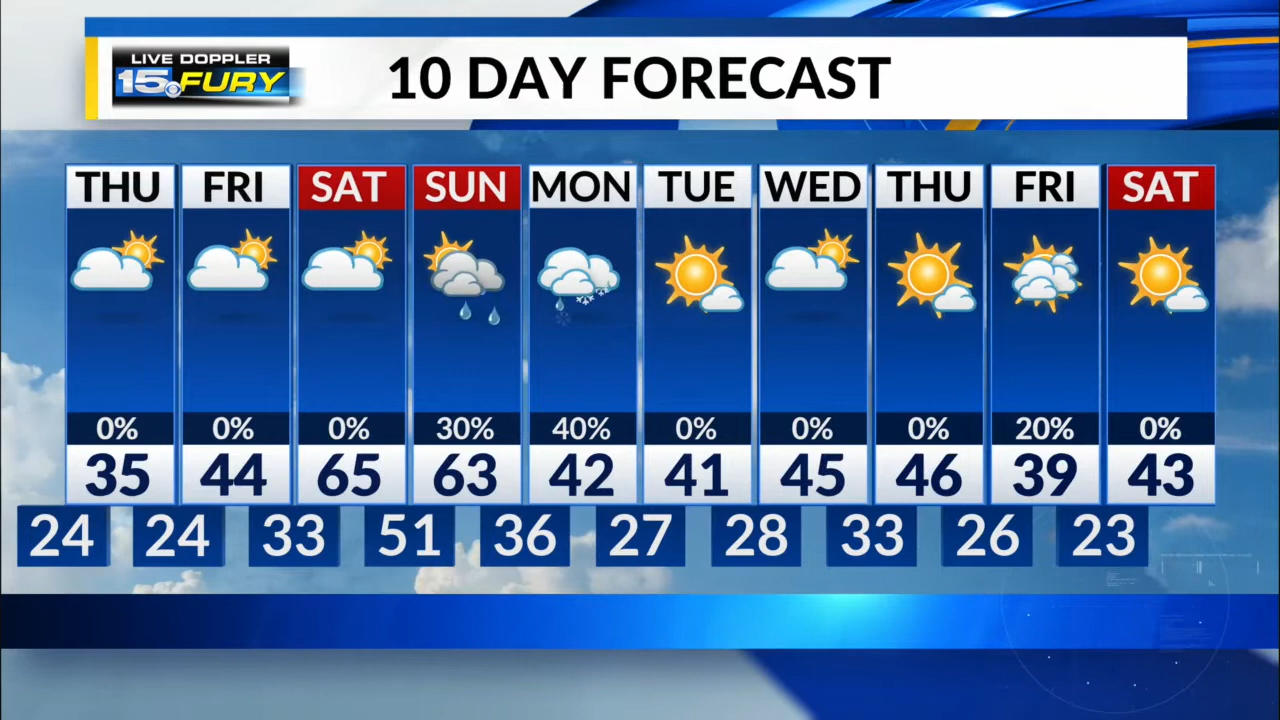 LIVE DOPPLER
15 FURY
10 DAY FORECAST
THU FRI SAT SUN MON TUE WED THU FRI SAT
0% 0% 0% 30% 40% 0% 0% 0% 20% 0%
35 44 65 63 42 41 45 46 39 43
24 24 33 51 36 27 28 33 26 23